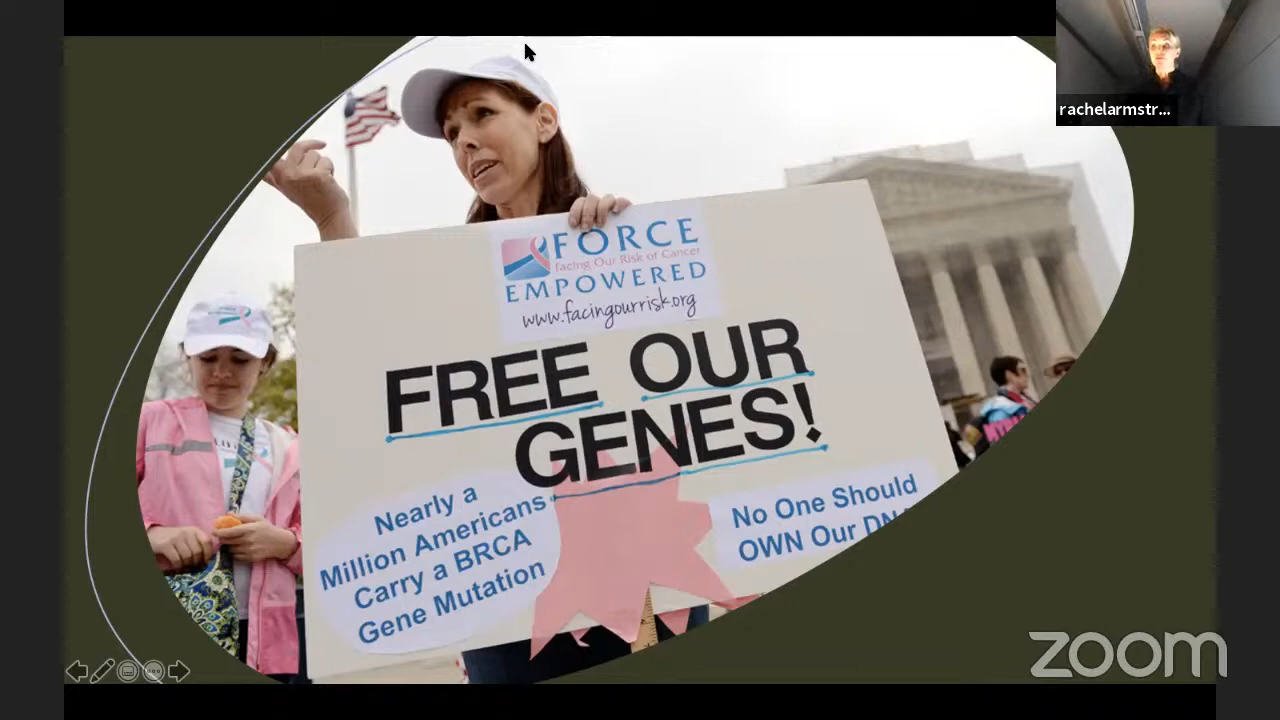 rachelarmstr...
FORCE
Facing Our Risk of Cancer
EMPOWERED
www.facingourrisk.org
FREE OUR
GENES!
Nearly a
Million Americans
Carry a BRCA
Gene Mutation
No One Should
OWN Our DNA
zoom